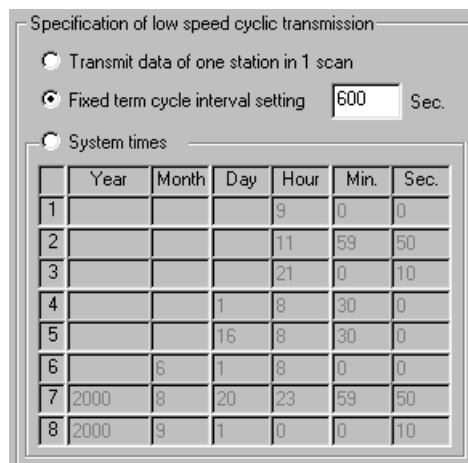 Specification of low speed cyclic transmission
Transmit data of one station in 1 scan
Fixed term cycle interval setting 600 Sec.
System times
Year Month Day Hour Min. Sec.
1 9 0 0
2 11 59 50
3 21 0 10
4 1 8 30 0
5 16 8 30 0
6 6 1 8 0 0
7 2000 8 20 23 59 50
8 2000 9 1 0 0 10